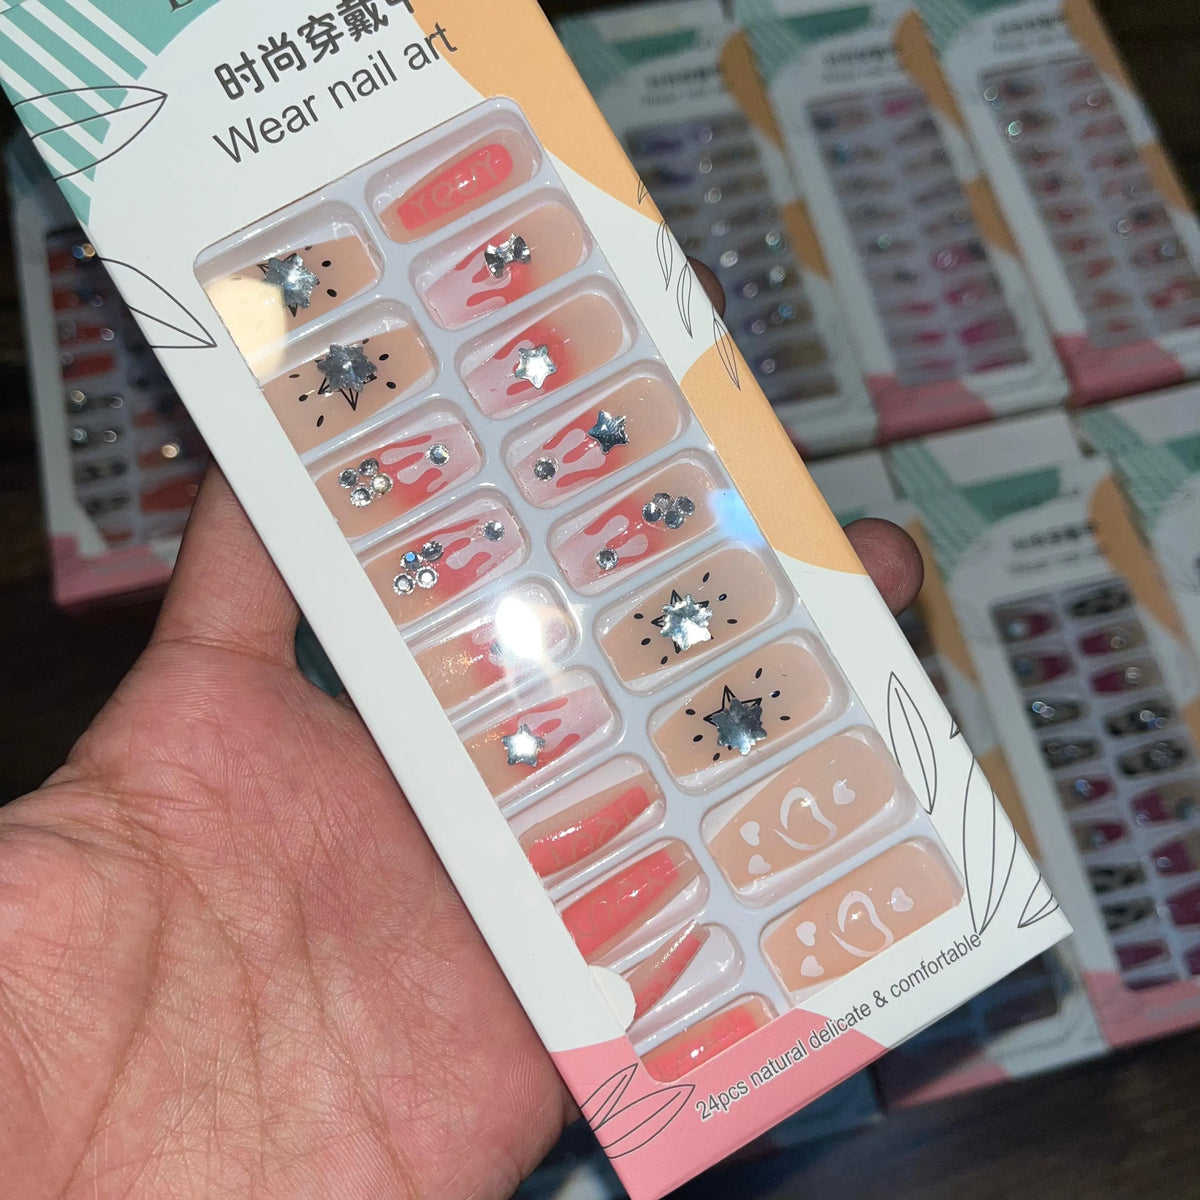 时尚穿戴
Wear nail art
24pcs natural delicate & comfortable